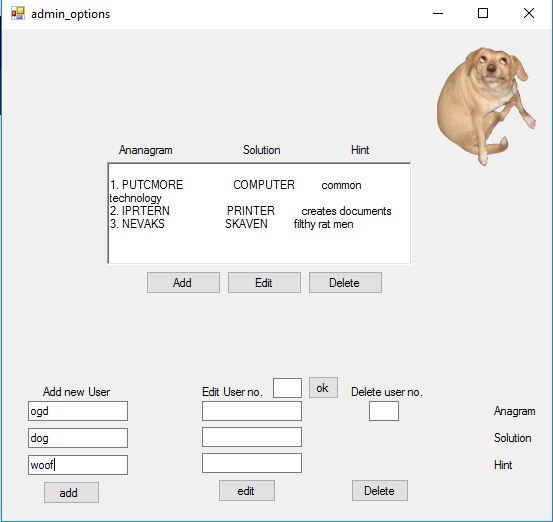 admin_options
Ananagram Solution Hint
1. PUTCMORE COMPUTER common
technology
2. IPRTERN PRINTER creates documents
3. NEVAKS SKAVEN filthy rat men
Add Edit Delete
Add new User Edit User no. ok Delete user no.
ogd Anagram
dog Solution
woof Hint
add edit Delete